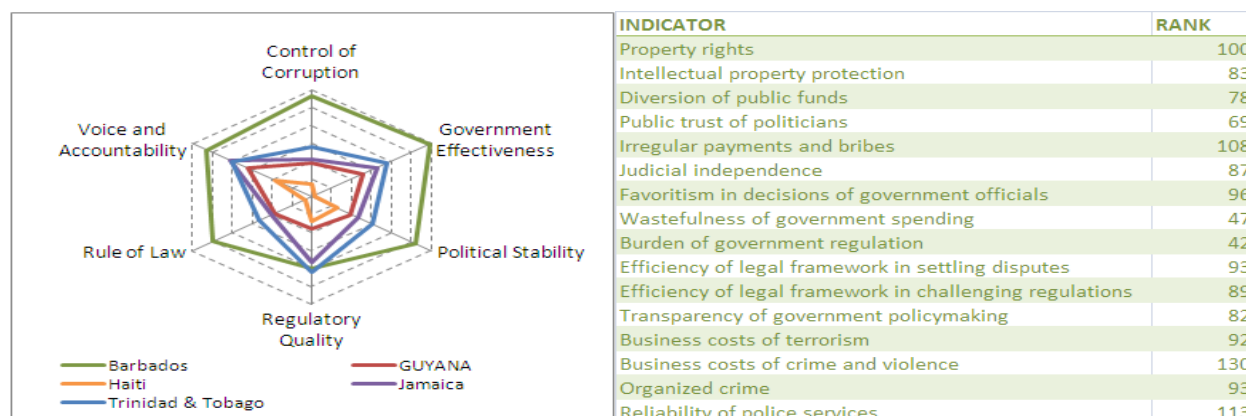 Control of
Corruption
Voice and
Accountability
Government
Effectiveness
Rule of Law
Political Stability
Regulatory
Quality
Barbados
GUYANA
Haiti
Jamaica
Trinidad & Tobago
INDICATOR RANK
Property rights 100
Intellectual property protection 83
Diversion of public funds 78
Public trust of politicians 69
Irregular payments and bribes 108
Judicial independence 87
Favoritism in decisions of government officials 96
Wastefulness of government spending 47
Burden of government regulation 42
Efficiency of legal framework in settling disputes 93
Efficiency of legal framework in challenging regulations 89
Transparency of government policymaking 82
Business costs of terrorism 92
Business costs of crime and violence 130
Organized crime 93
Reliability of police services 113